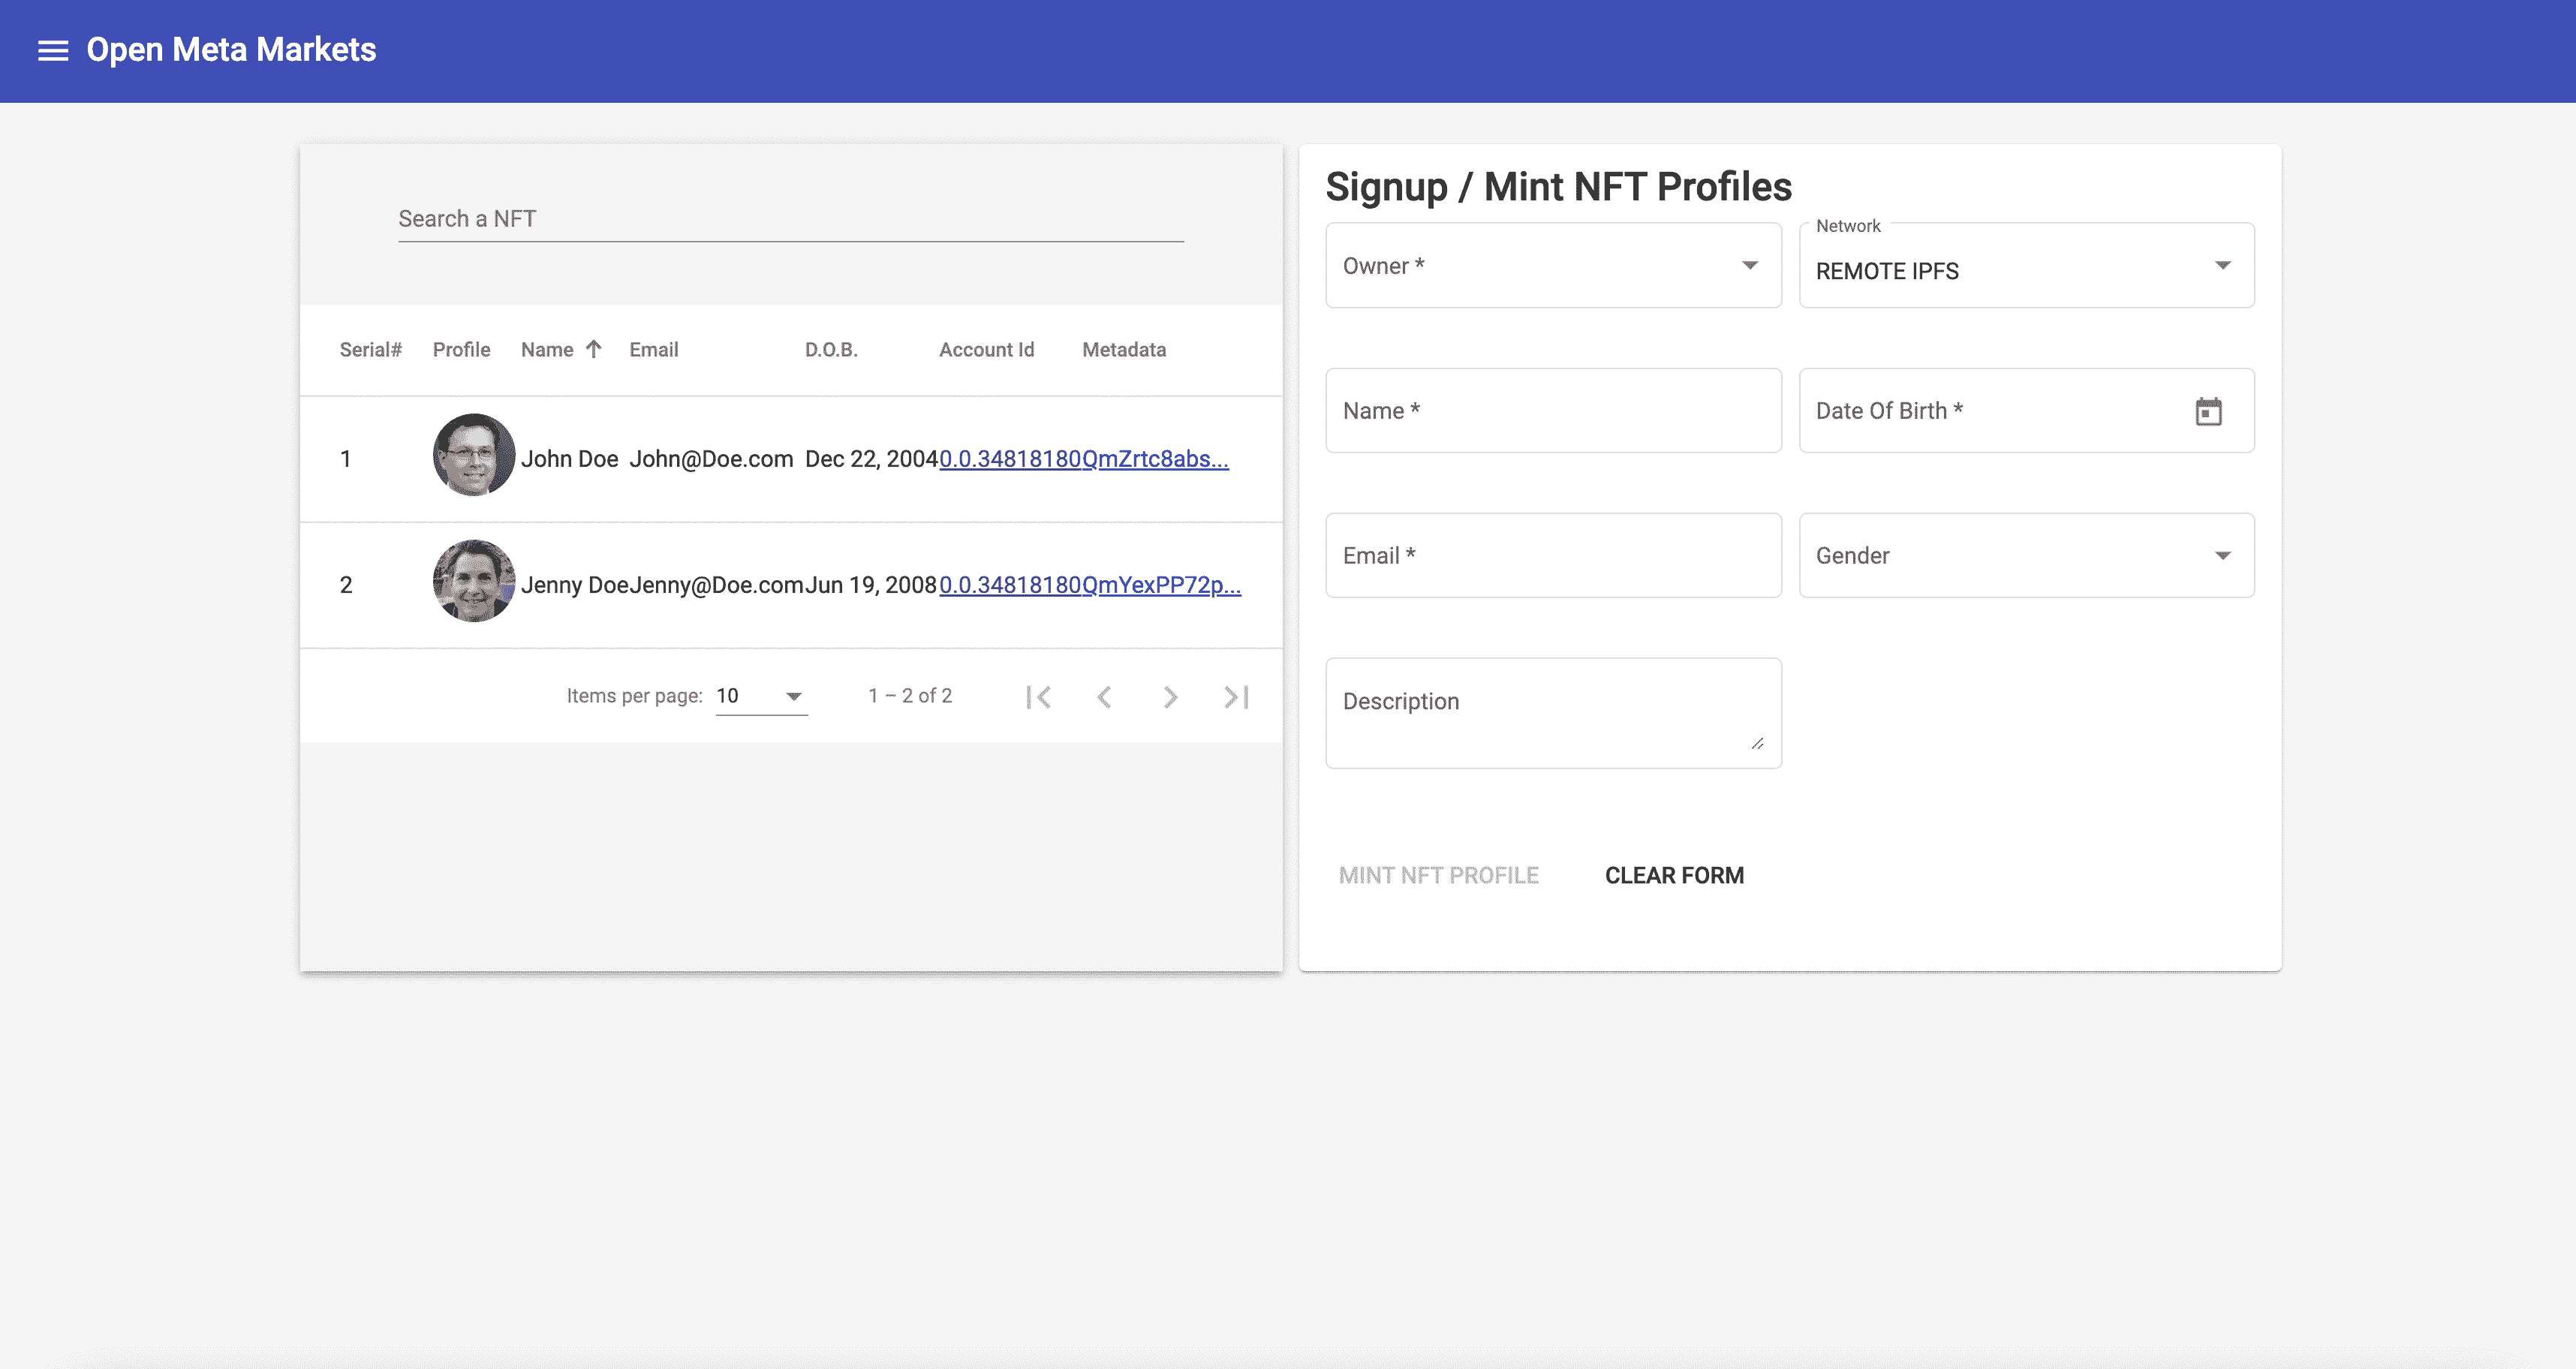 Open Meta Markets
Search a NFT
Serial# Profile Name Email D.O.B. Account Id Metadata
1 John Doe John@Doe.com Dec 22, 2004 0.0.34818180 QmZrtc8abs...
2 Jenny Doe Jenny@Doe.com Jun 19, 2008 0.0.34818180 QmYexPP72p...
Items per page: 10 1 – 2 of 2
Signup / Mint NFT Profiles
Owner *
Network
REMOTE IPFS
Name *
Date Of Birth *
Email *
Gender
Description
MINT NFT PROFILE CLEAR FORM